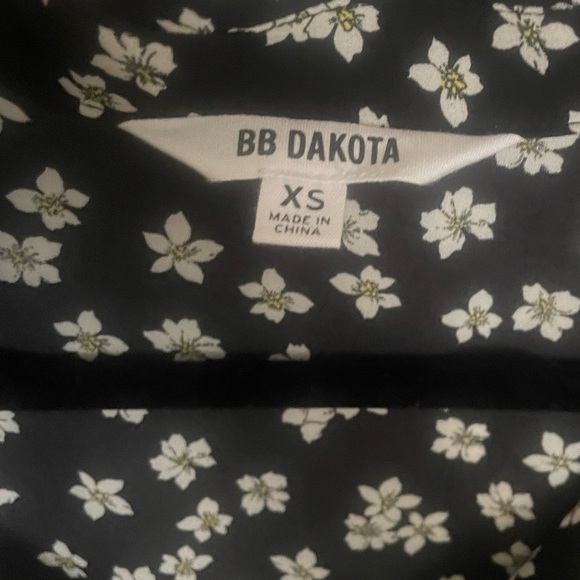 BB DAKOTA
XS
MADE IN
CHINA